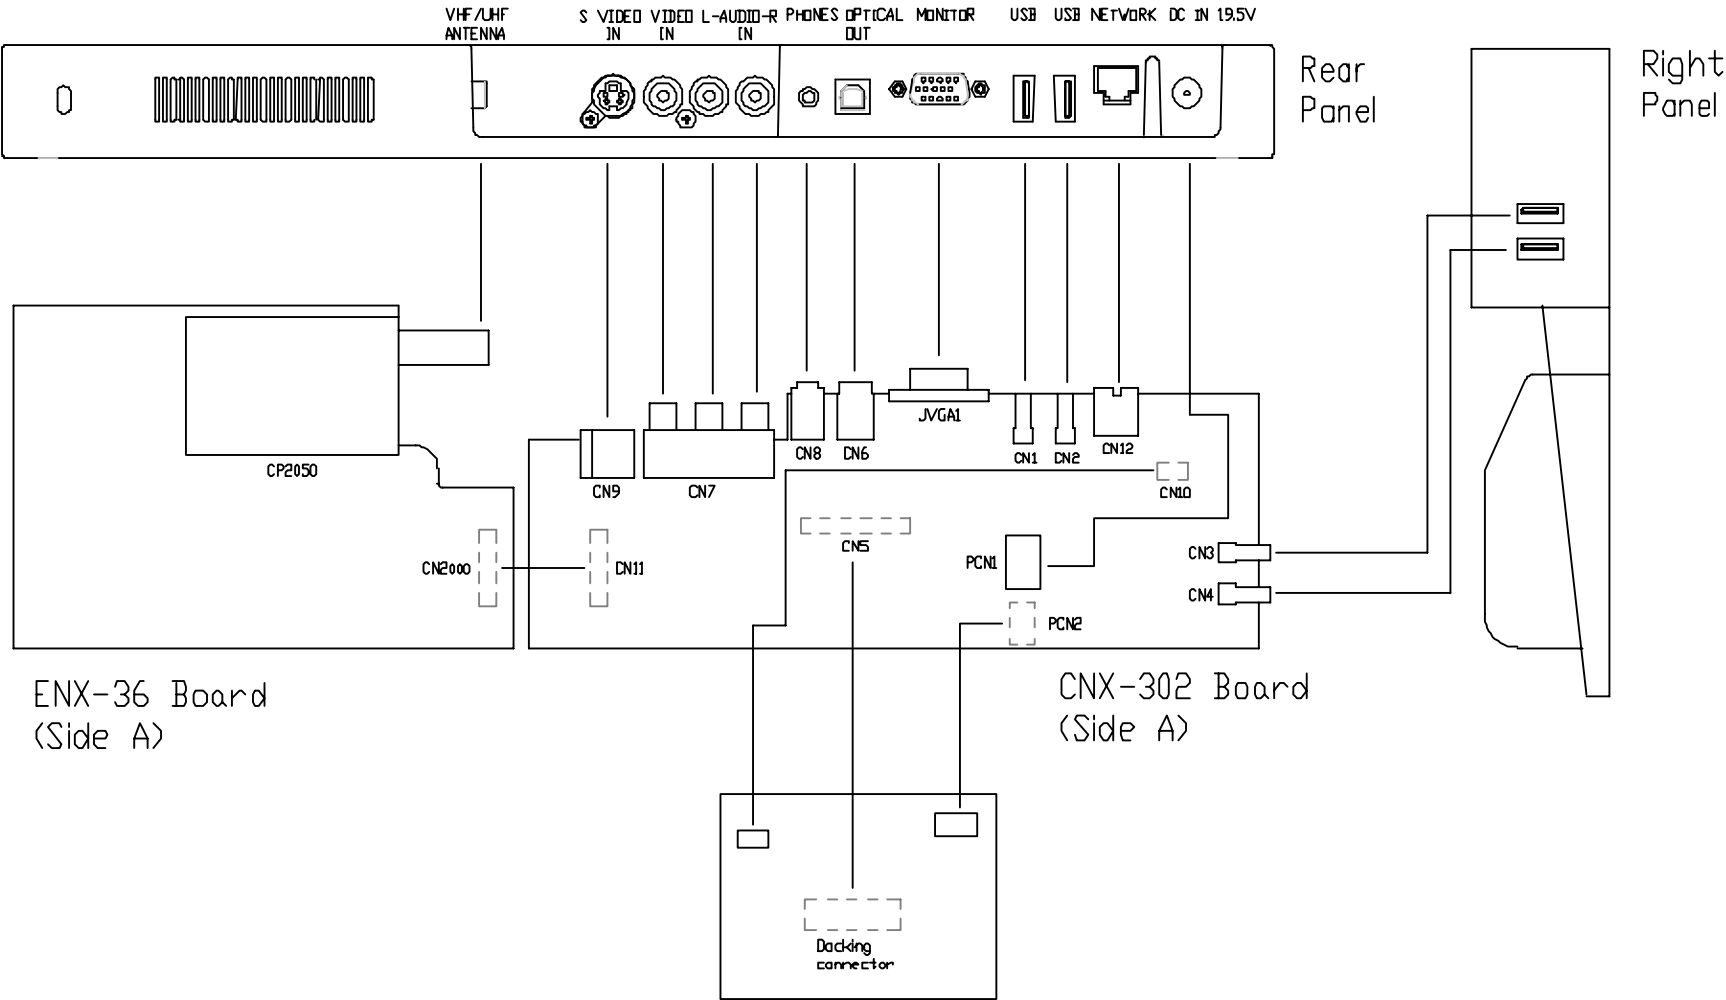 VHF/UHF S VIDEO VIDEO L-AUDIO-R PHONES OPTICAL MONITOR USB USB NETWORK DC IN 19.5V
ANTENNA IN IN IN OUT
Rear
Panel
Right
Panel
JVGA1
CN8 CN6 CN1 CN2 CN12
CP2050
CN9 CN7 CN10
CN5
CN3
PCN1
CN2000 CN11
CN4
PCN2
ENX-36 Board
(Side A)
CNX-302 Board
(Side A)
Docking
connector